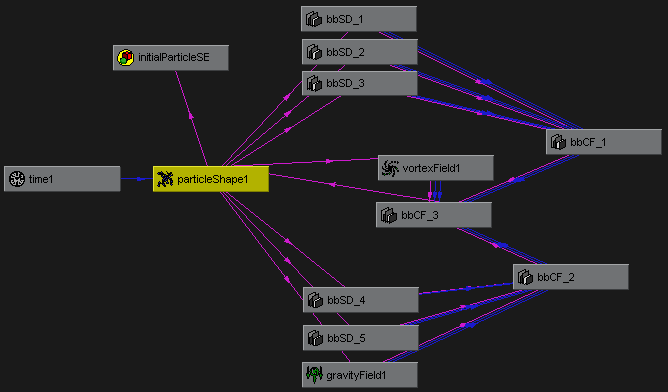 bbSD_1
bbSD_2
initialParticleSE
bbSD_3
bbCF_1
vortexField1
time1
particleShape1
bbCF_3
bbCF_2
bbSD_4
bbSD_5
gravityField1